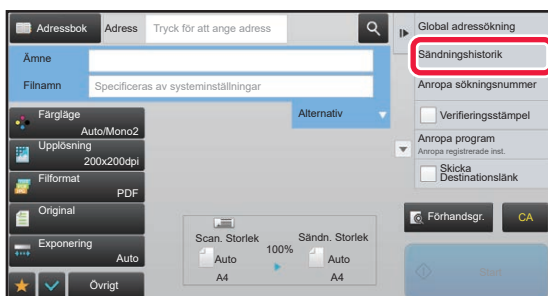 Adressbok
Adress
Tryck för att ange adress
Ämne
Filnamn
Specificeras av systeminställningar
Alternativ
Färgläge
Auto/Mono2
Upplösning
200x200dpi
Filformat
PDF
Original
Exponering
Auto
Övrigt
Scan. Storlek
100%
Sändn. Storlek
Auto
Auto
A4
A4
Global adressökning
Sändningshistorik
Anropa sökningsnummer
Verifieringsstämpel
Anropa program
Anropa registrerade inst.
Skicka
Destinationslänk
Förhandsgr.
CA
Start